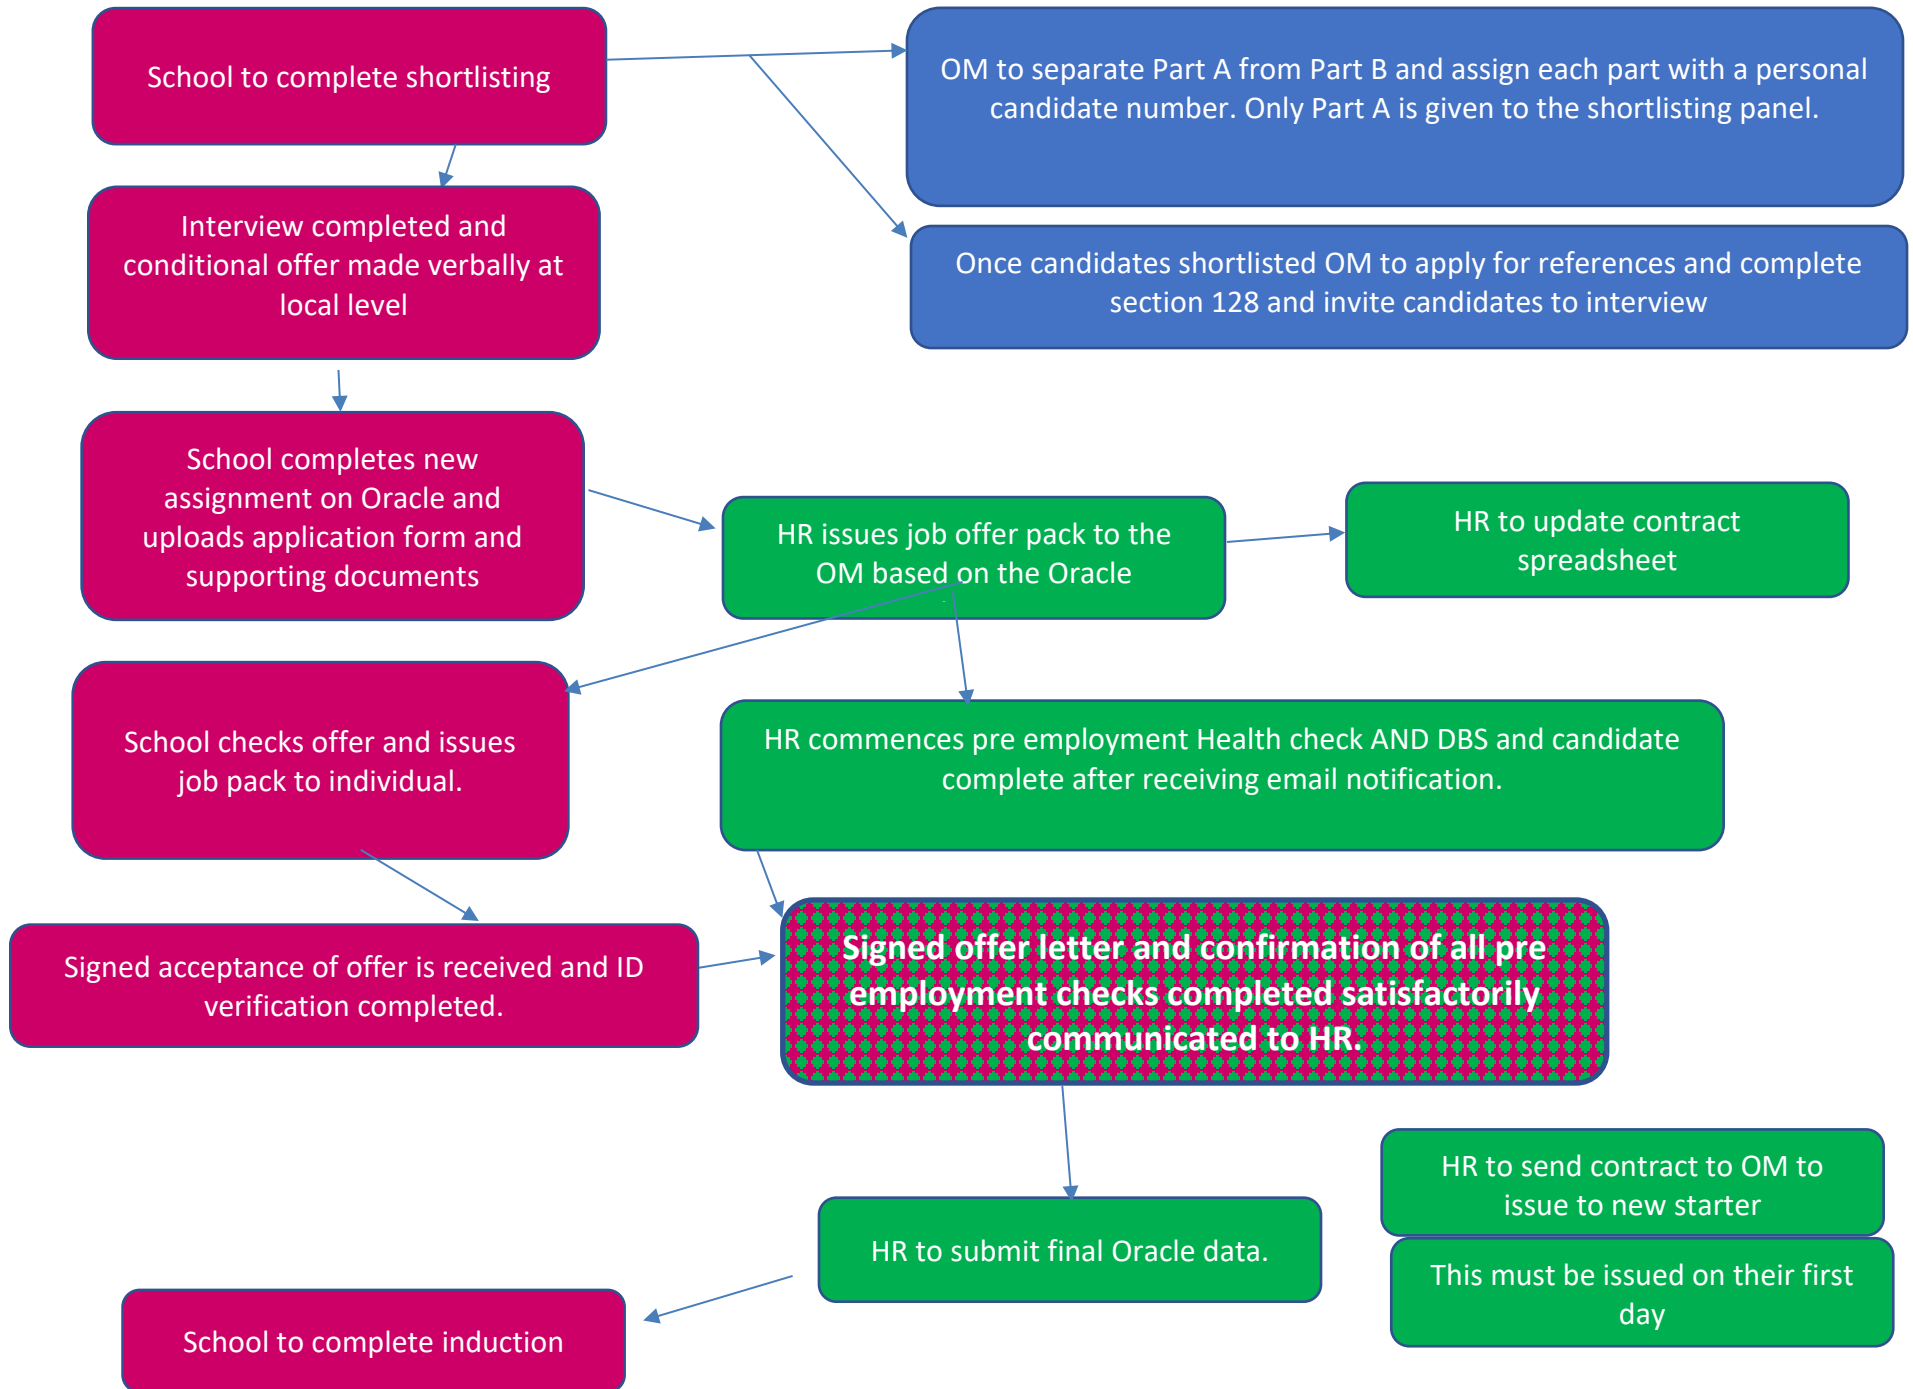 School to complete shortlisting
OM to separate Part A from Part B and assign each part with a personal
candidate number. Only Part A is given to the shortlisting panel.
Interview completed and
conditional offer made verbally at
local level
Once candidates shortlisted OM to apply for references and complete
section 128 and invite candidates to interview
School completes new
assignment on Oracle and
uploads application form and
supporting documents
HR issues job offer pack to the
OM based on the Oracle
HR to update contract
spreadsheet
School checks offer and issues
job pack to individual.
HR commences pre employment Health check AND DBS and candidate
complete after receiving email notification.
Signed acceptance of offer is received and ID
verification completed.
Signed offer letter and confirmation of all pre
employment checks completed satisfactorily
communicated to HR.
HR to send contract to OM to
issue to new starter
HR to submit final Oracle data.
This must be issued on their first
day
School to complete induction